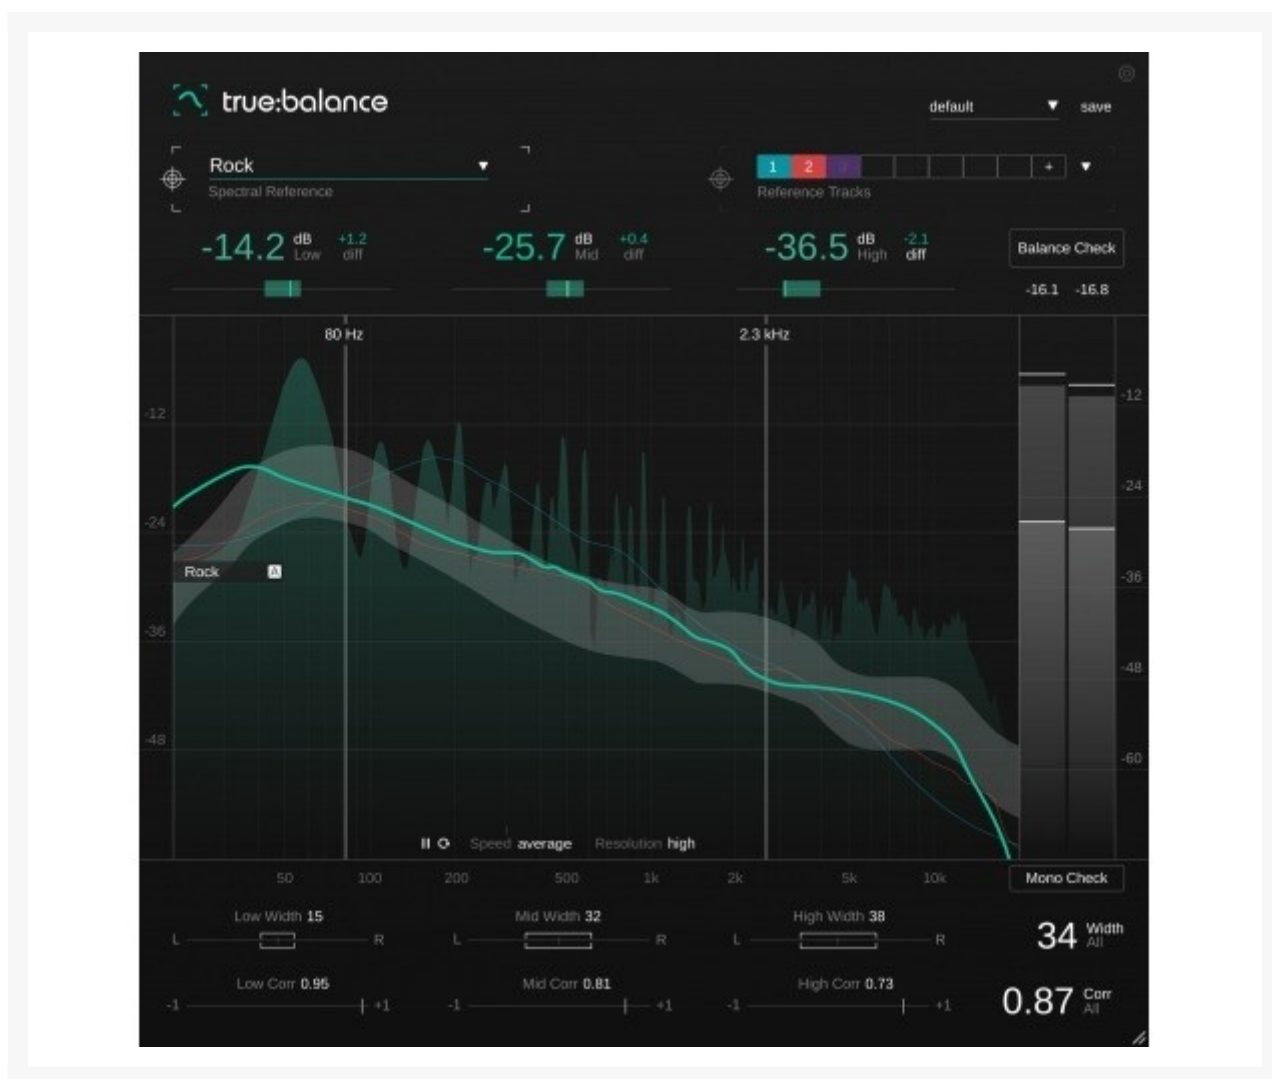 true:balance
default save
Rock
Spectral Reference
1 2 +
Reference Tracks
-14.2 dB Low +1.2 diff
-25.7 dB Mid +0.4 diff
-36.5 dB High -2.1 diff
Balance Check
-16.1 -16.8
80 Hz 2.3 kHz
-12
-24
-36
-48
Rock A
-12
-24
-36
-48
-60
Speed average Resolution high
50 100 200 500 1k 2k 5k 10k
Mono Check
Low Width 15
L R
Mid Width 32
L R
High Width 38
L R
34 Width All
Low Corr 0.95
-1 +1
Mid Corr 0.81
-1 +1
High Corr 0.73
-1 +1
0.87 Corr All